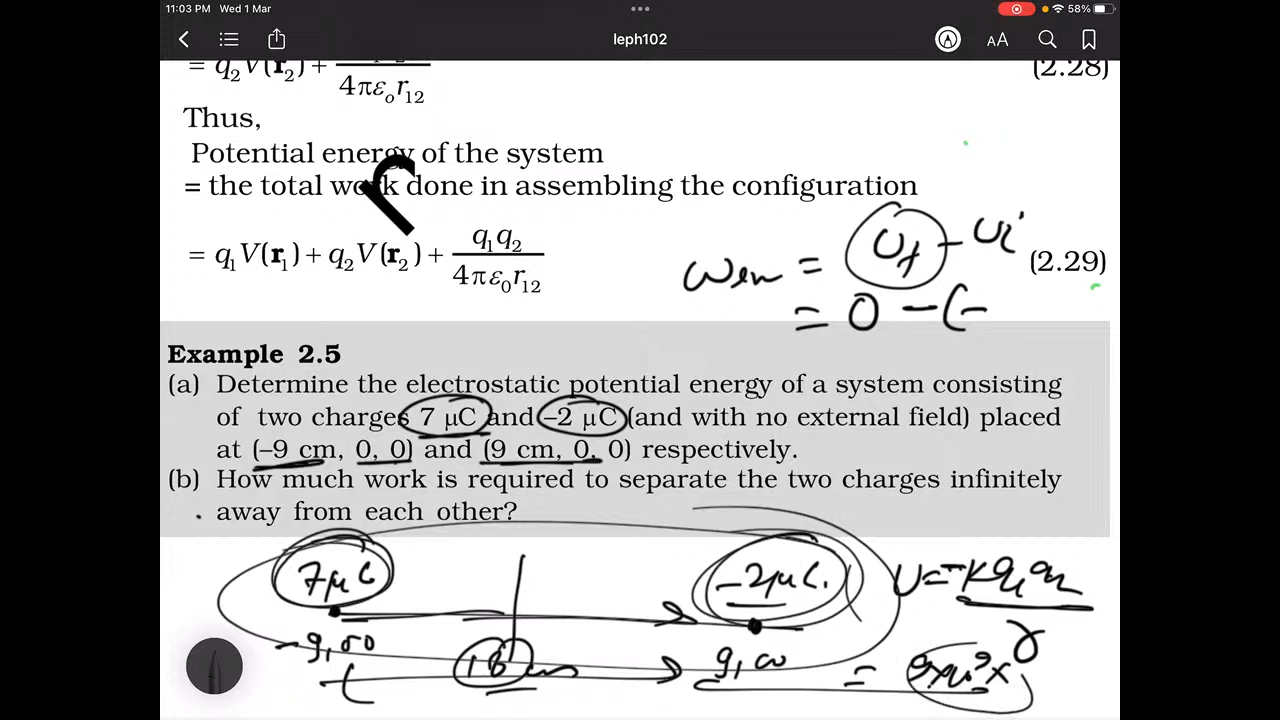 11:03 PM Wed 1 Mar
58%
leph102
AA
= q₂V(r₂) +
4πεₒr₁₂
(2.28)
Thus,
Potential energy of the system
= the total work done in assembling the configuration
= q₁V(r₁) + q₂V(r₂) + q₁q₂ / 4πε₀r₁₂
(2.29)
r
= Uf - Ui
= 0 - (-
Example 2.5
(a) Determine the electrostatic potential energy of a system consisting
of two charges 7 μC and –2 μC (and with no external field) placed
at (–9 cm, 0, 0) and (9 cm, 0, 0) respectively.
(b) How much work is required to separate the two charges infinitely
away from each other?
7μC
-2μC.
18 cm